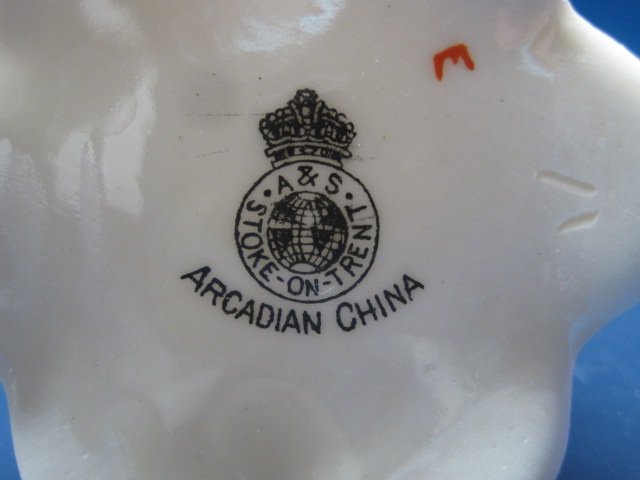 A & S.
STOKE-ON-TRENT
ARCADIAN CHINA